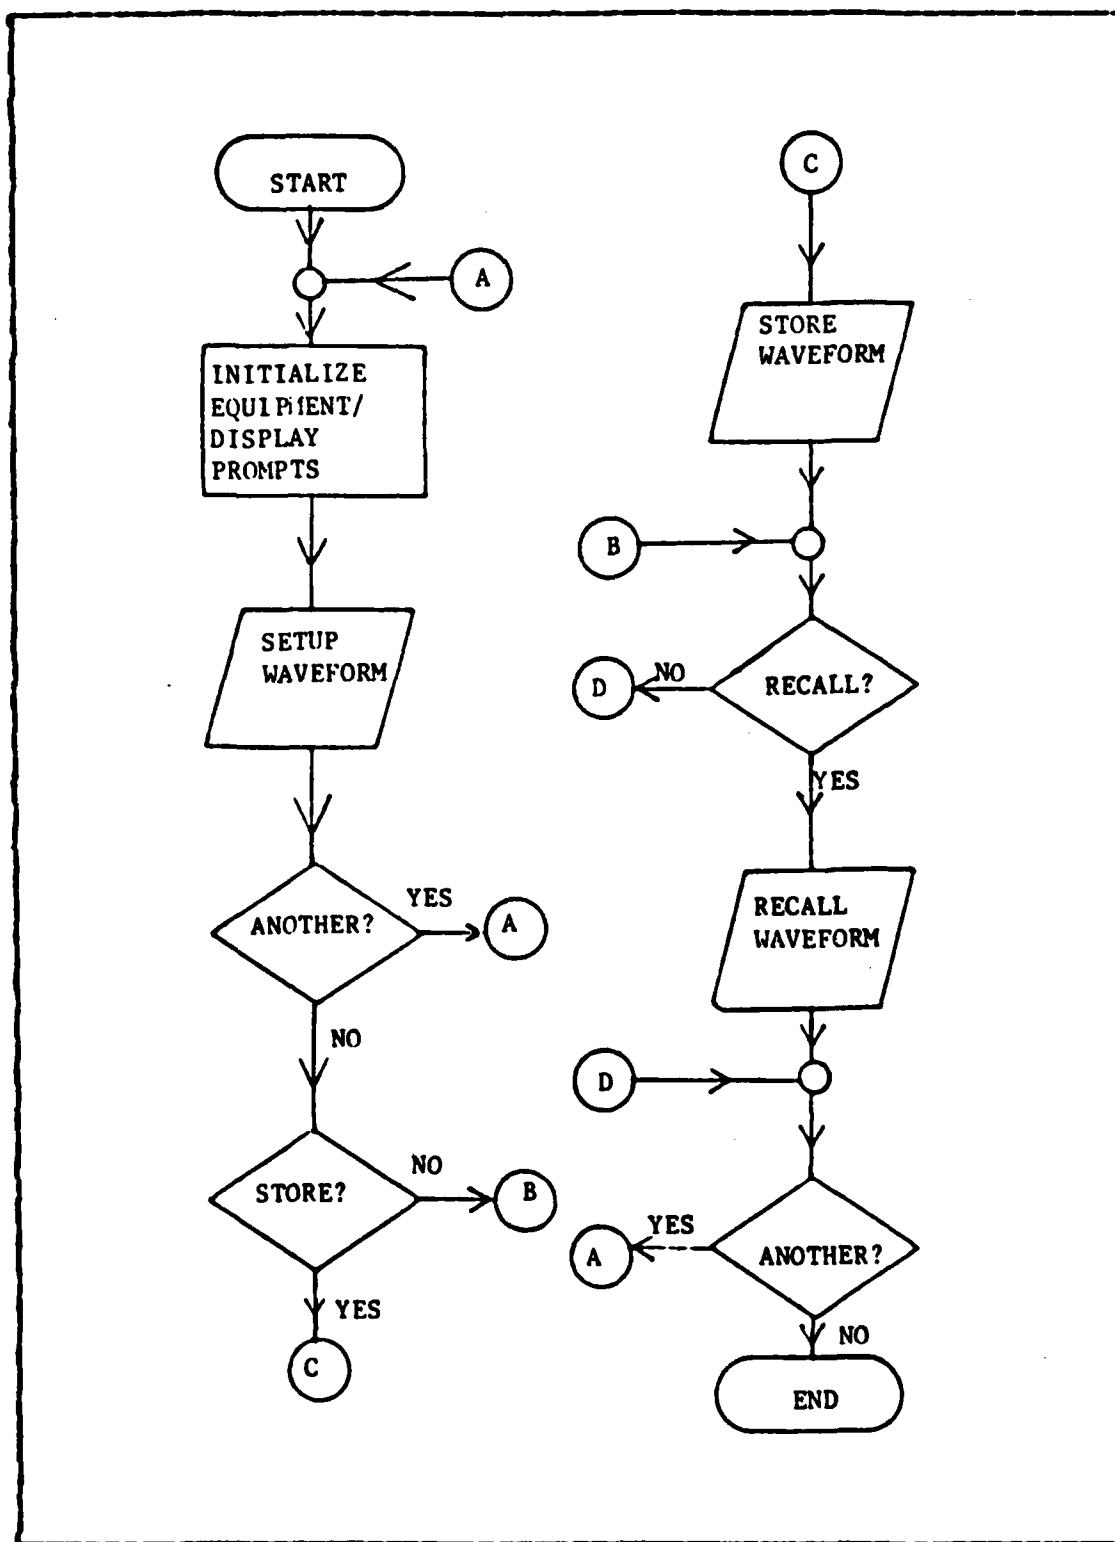 START
A
INITIALIZE
EQUIPMENT/
DISPLAY
PROMPTS
SETUP
WAVEFORM
ANOTHER?
YES
A
NO
STORE?
NO
B
YES
C
C
STORE
WAVEFORM
B
RECALL?
NO
D
YES
RECALL
WAVEFORM
D
ANOTHER?
YES
A
NO
END